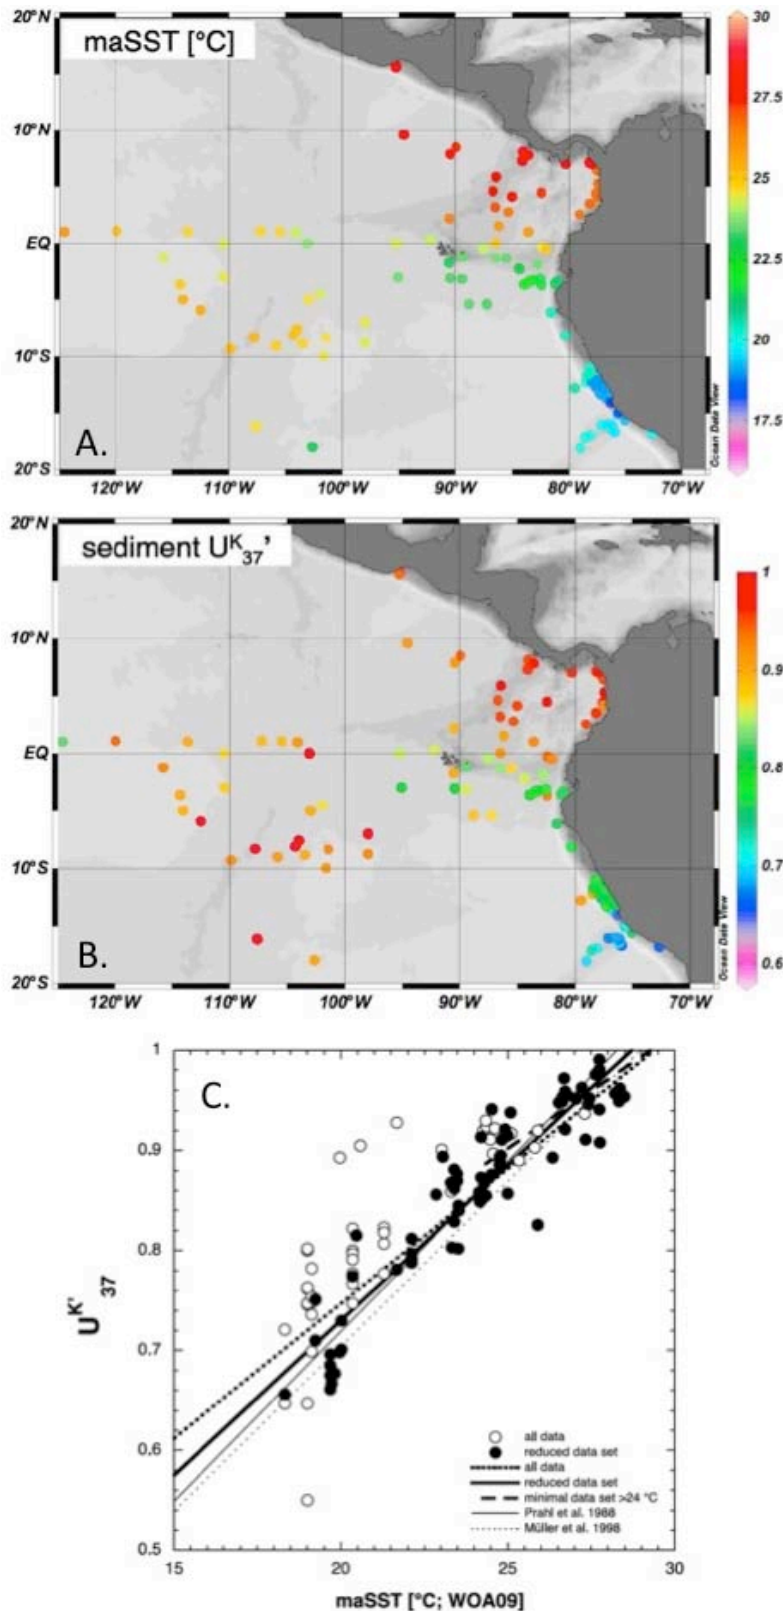 20°N
10°N
EQ
10°S
20°S
maSST [°C]
A.
120°W 110°W 100°W 90°W 80°W 70°W
Ocean Data View
30
27.5
25
22.5
20
17.5
20°N
10°N
EQ
10°S
20°S
sediment U^K_37'
B.
120°W 110°W 100°W 90°W 80°W 70°W
Ocean Data View
1
0.9
0.8
0.7
0.6
C.
1
0.9
0.8
0.7
0.6
0.5
U^K'_37
all data
reduced data set
all data
reduced data set
minimal data set >24 °C
Prahl et al. 1988
Müller et al. 1998
15 20 25 30
maSST [°C; WOA09]